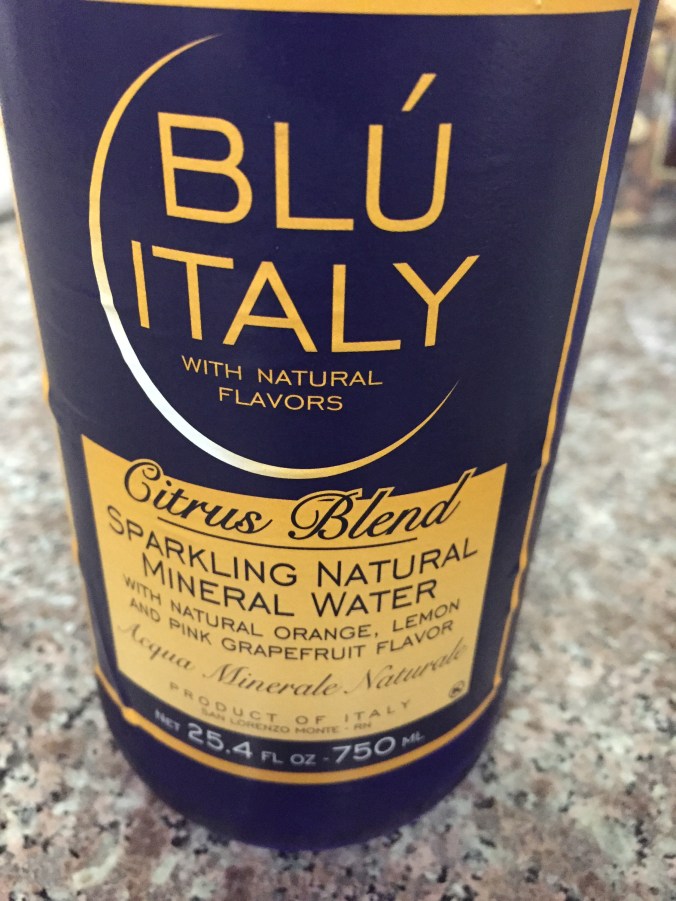 BLÚ
ITALY
WITH NATURAL
FLAVORS
Citrus Blend
SPARKLING NATURAL
MINERAL WATER
WITH NATURAL ORANGE, LEMON
AND PINK GRAPEFRUIT FLAVOR
Acqua Minerale Naturale
PRODUCT OF ITALY
SAN LORENZO MONTE - RN
NET 25.4 FL OZ - 750 ML